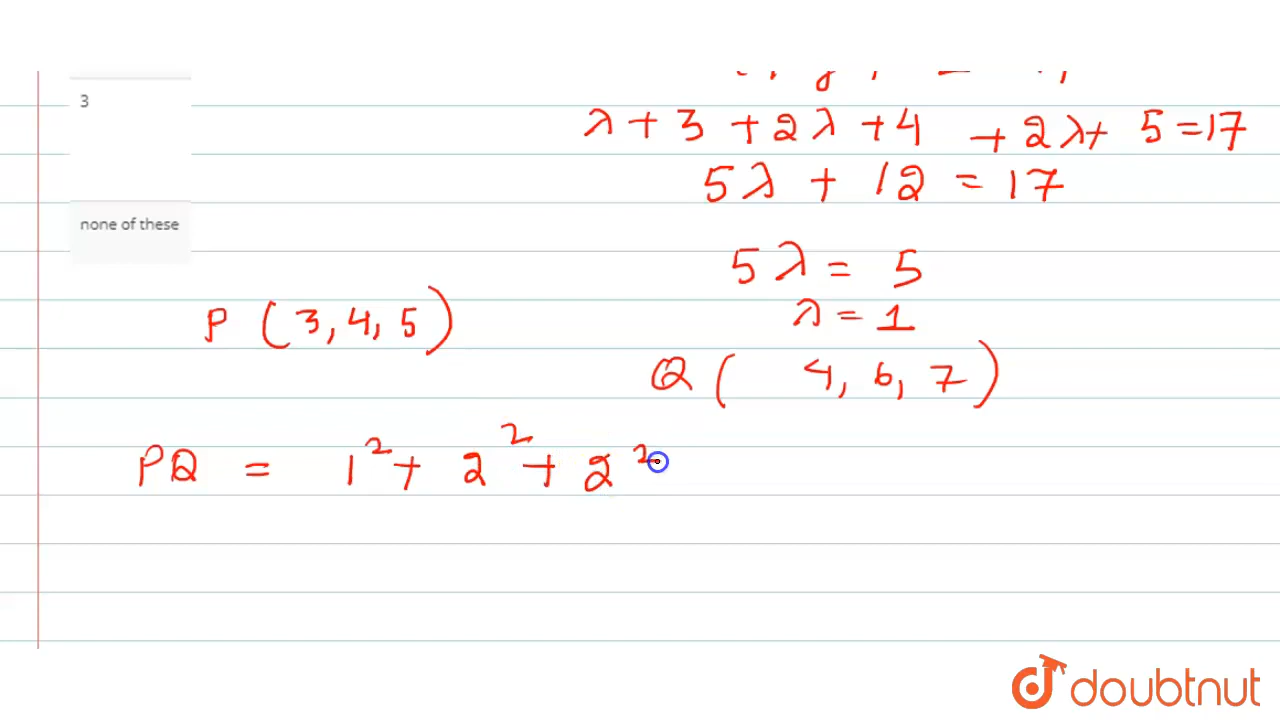 3
λ + 3 + 2λ + 4 + 2λ + 5 = 17
5λ + 12 = 17
none of these
5λ = 5
λ = 1
P (3, 4, 5)
Q ( 4, 6, 7)
PQ = 1² + 2² + 2²
doubtnut